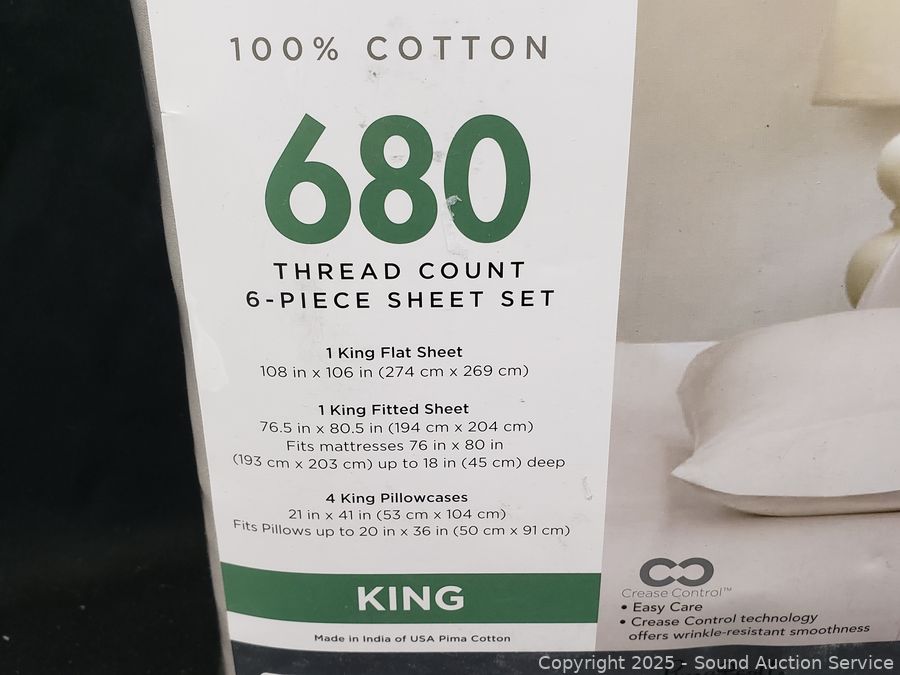 100% COTTON
680
THREAD COUNT
6-PIECE SHEET SET
1 King Flat Sheet
108 in x 106 in (274 cm x 269 cm)
1 King Fitted Sheet
76.5 in x 80.5 in (194 cm x 204 cm)
Fits mattresses 76 in x 80 in
(193 cm x 203 cm) up to 18 in (45 cm) deep
4 King Pillowcases
21 in x 41 in (53 cm x 104 cm)
Fits Pillows up to 20 in x 36 in (50 cm x 91 cm)
KING
Made in India of USA Pima Cotton
Crease Control™
• Easy Care
• Crease Control technology
offers wrinkle-resistant smoothness
Copyright 2025 - Sound Auction Service